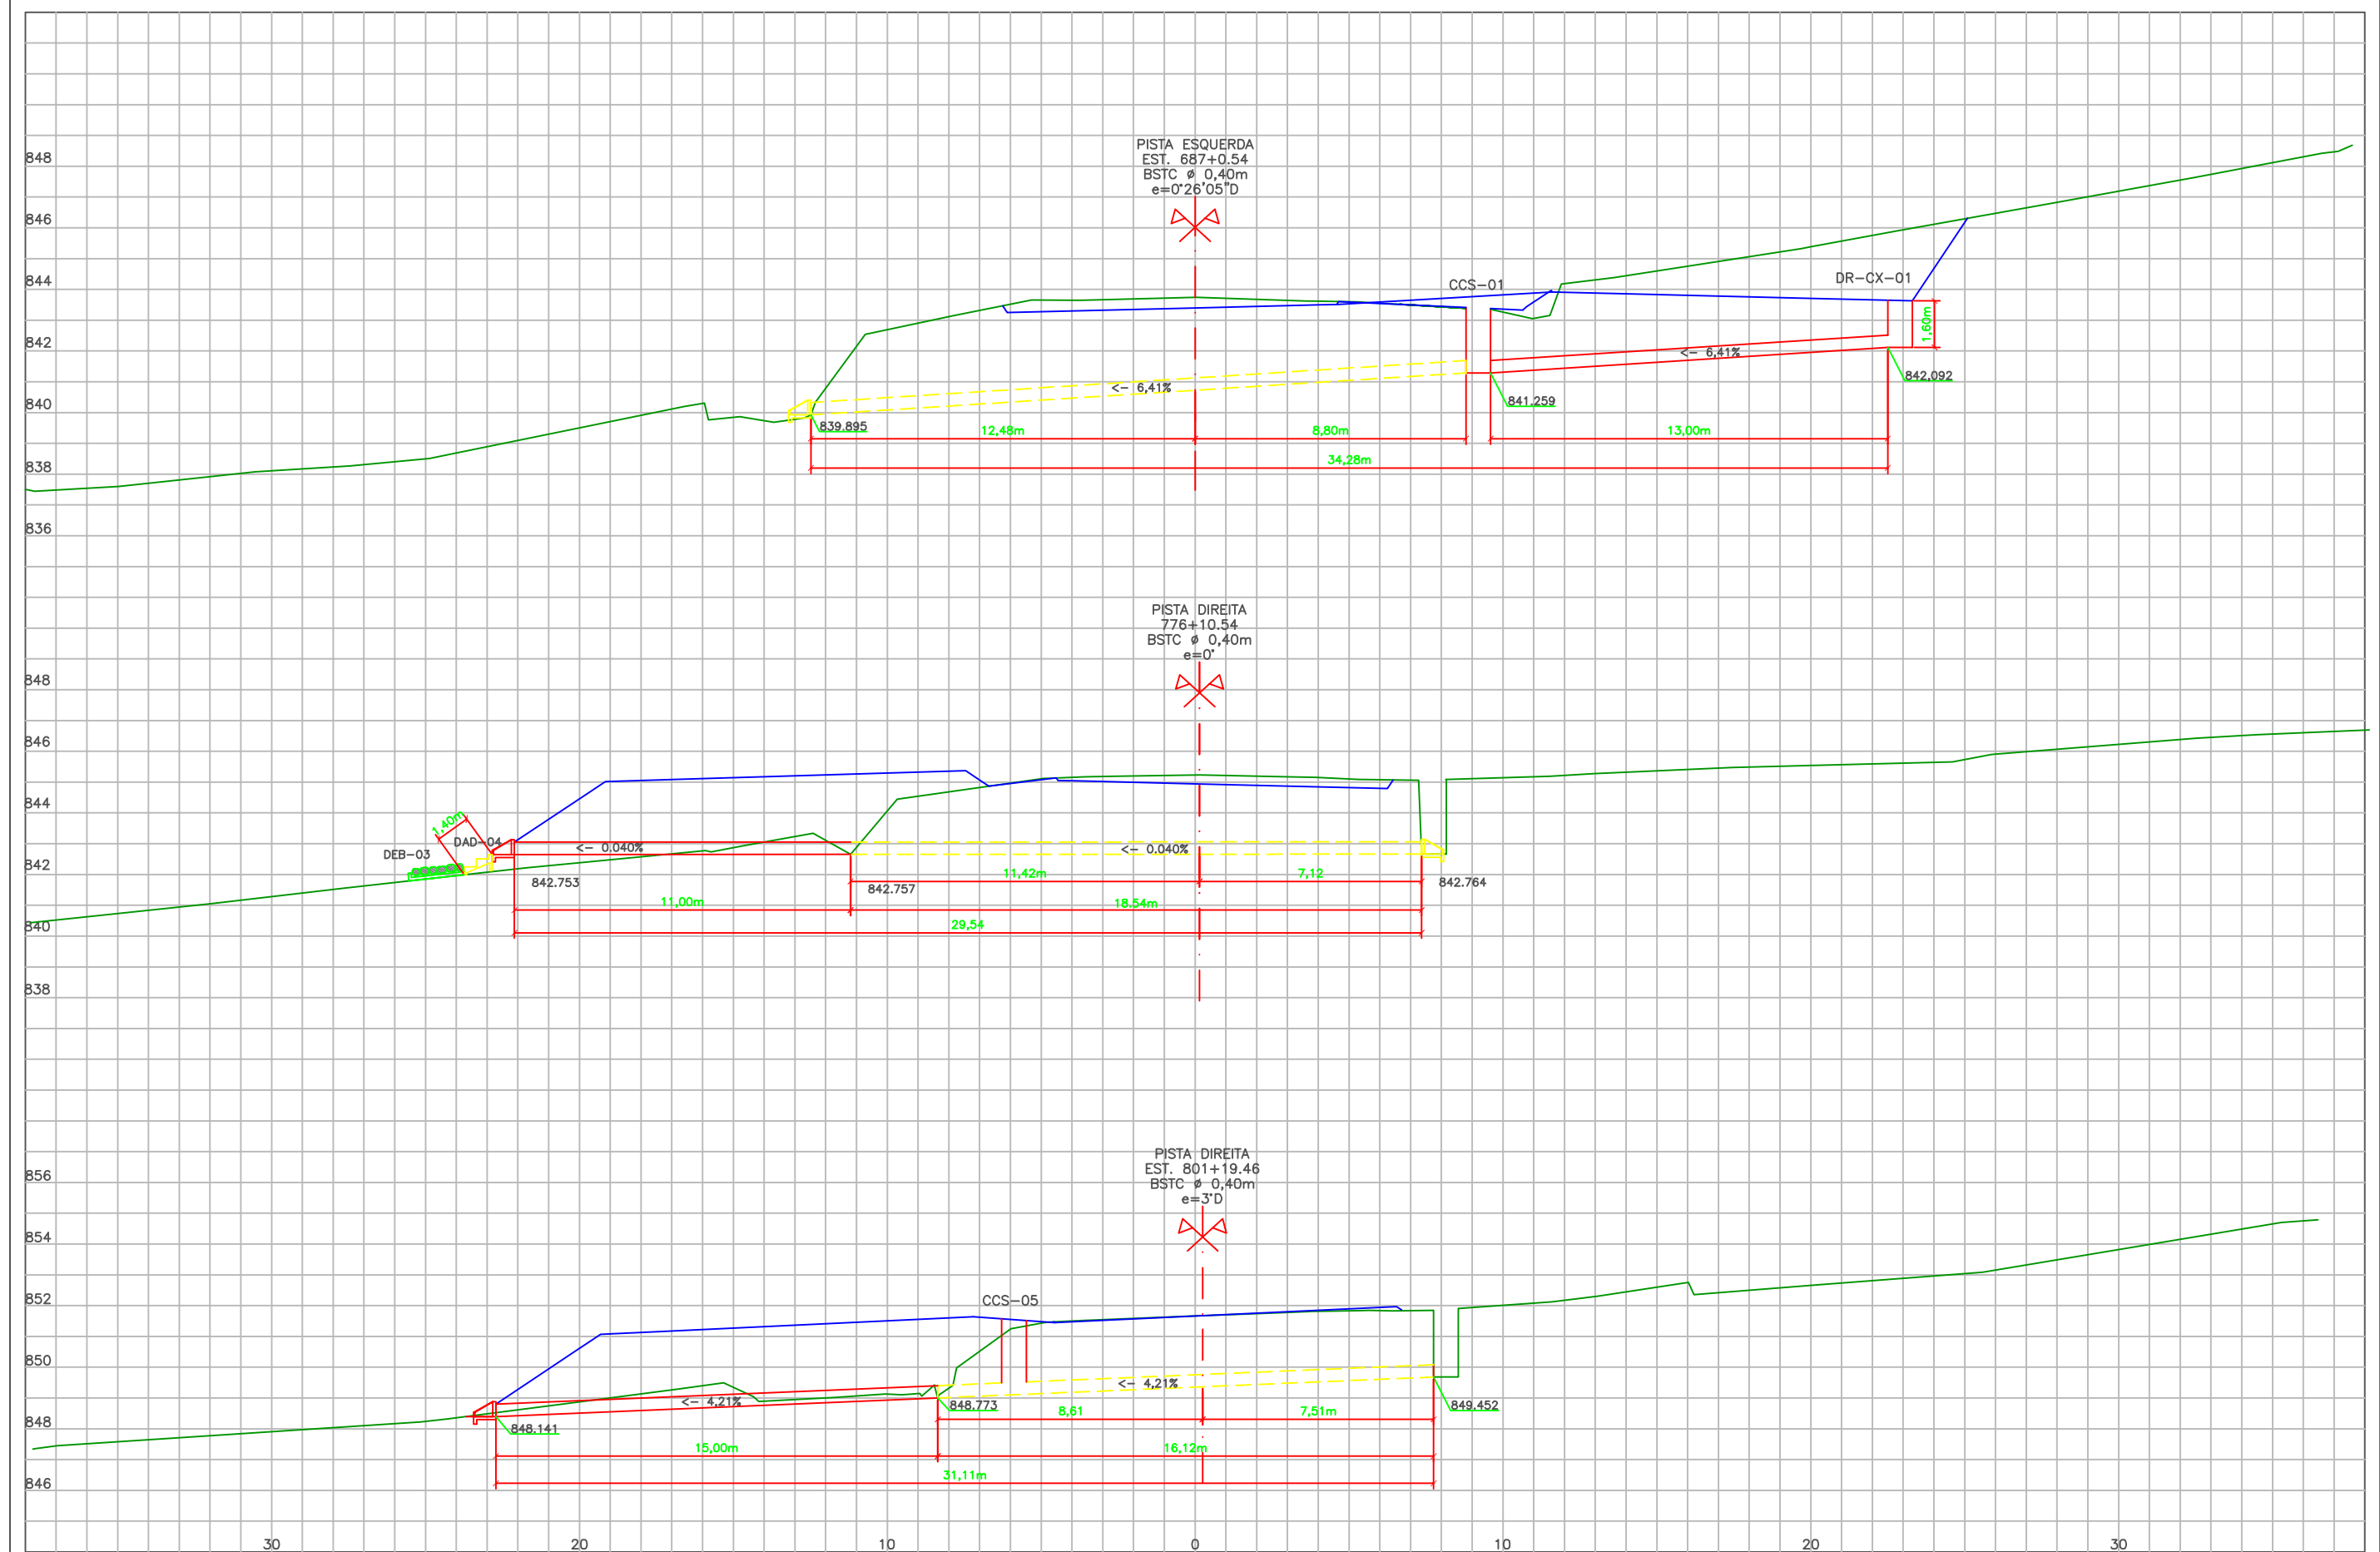 PISTA ESQUERDA
EST. 687+0.54
BSTC ø 0,40m
e=0°26'05"D
848
846
844
842
840
838
836
CCS-01
DR-CX-01
1,60m
<- 6,41%
<- 6,41%
842.092
841.259
839.895
12,48m
8,80m
13,00m
34,28m
PISTA DIREITA
776+10.54
BSTC ø 0,40m
e=0°
848
846
844
842
840
838
1,40m
DAD-04
DEB-03
<- 0.040%
<- 0.040%
842.753
842.757
842.764
11,42m
7,12
11,00m
18.54m
29,54
PISTA DIREITA
EST. 801+19.46
BSTC ø 0,40m
e=3°D
856
854
852
850
848
846
CCS-05
<- 4,21%
<- 4,21%
848.141
848.773
849.452
8,61
7,51m
15,00m
16,12m
31,11m
30
20
10
0
10
20
30